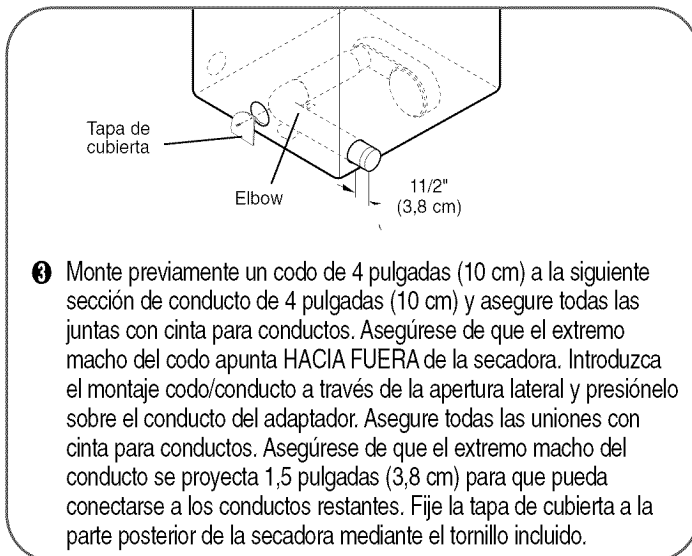 Tapa de
cubierta
Elbow
11/2"
(3,8 cm)
❸ Monte previamente un codo de 4 pulgadas (10 cm) a la siguiente
sección de conducto de 4 pulgadas (10 cm) y asegure todas las
juntas con cinta para conductos. Asegúrese de que el extremo
macho del codo apunta HACIA FUERA de la secadora. Introduzca
el montaje codo/conducto a través de la apertura lateral y presiónelo
sobre el conducto del adaptador. Asegure todas las uniones con
cinta para conductos. Asegúrese de que el extremo macho del
conducto se proyecta 1,5 pulgadas (3,8 cm) para que pueda
conectarse a los conductos restantes. Fije la tapa de cubierta a la
parte posterior de la secadora mediante el tornillo incluido.